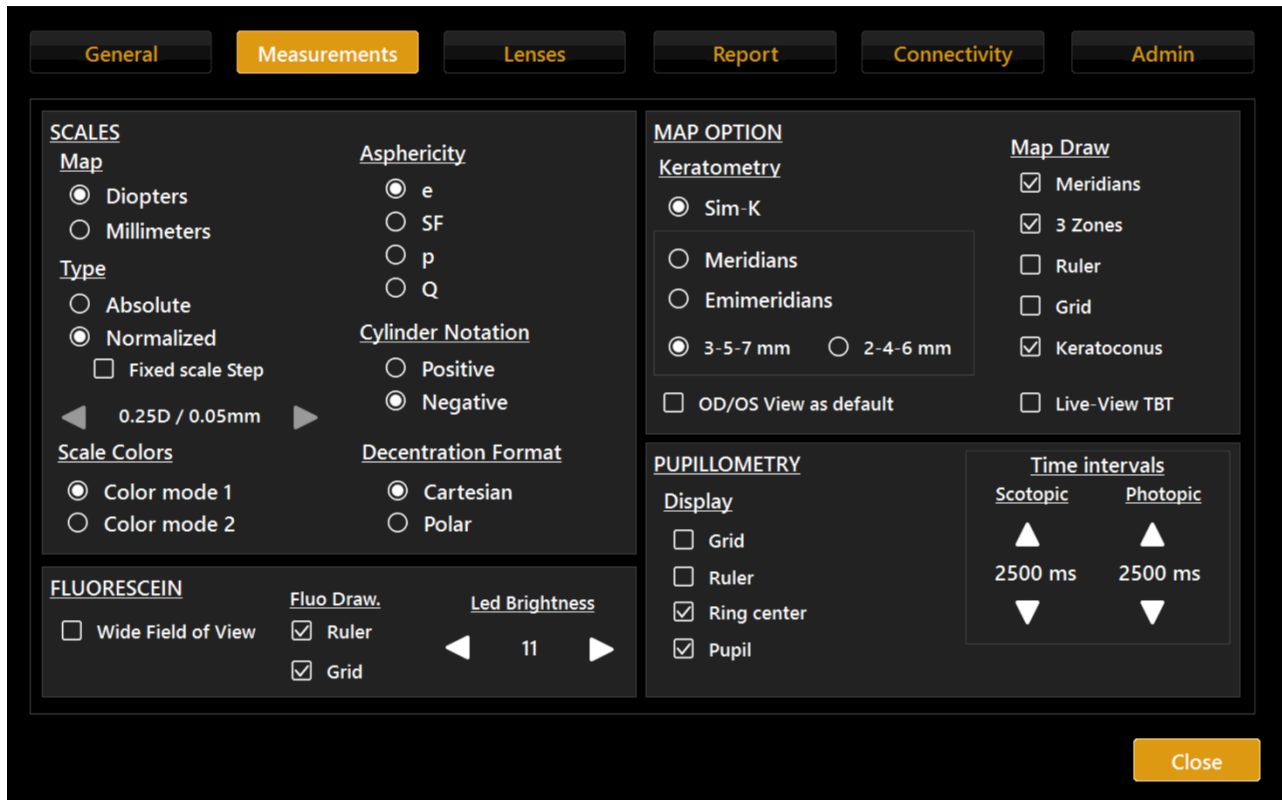 General
Measurements
Lenses
Report
Connectivity
Admin
SCALES
Map
Diopters
Millimeters
Type
Absolute
Normalized
Fixed scale Step
0.25D / 0.05mm
Scale Colors
Color mode 1
Color mode 2
Asphericity
e
SF
p
Q
Cylinder Notation
Positive
Negative
Decentration Format
Cartesian
Polar
FLUORESCEIN
Wide Field of View
Fluo Draw.
Ruler
Grid
Led Brightness
11
MAP OPTION
Keratometry
Sim-K
Meridians
Emimeridians
3-5-7 mm
2-4-6 mm
OD/OS View as default
Map Draw
Meridians
3 Zones
Ruler
Grid
Keratoconus
Live-View TBT
PUPILLOMETRY
Display
Grid
Ruler
Ring center
Pupil
Time intervals
Scotopic
Photopic
2500 ms
2500 ms
Close